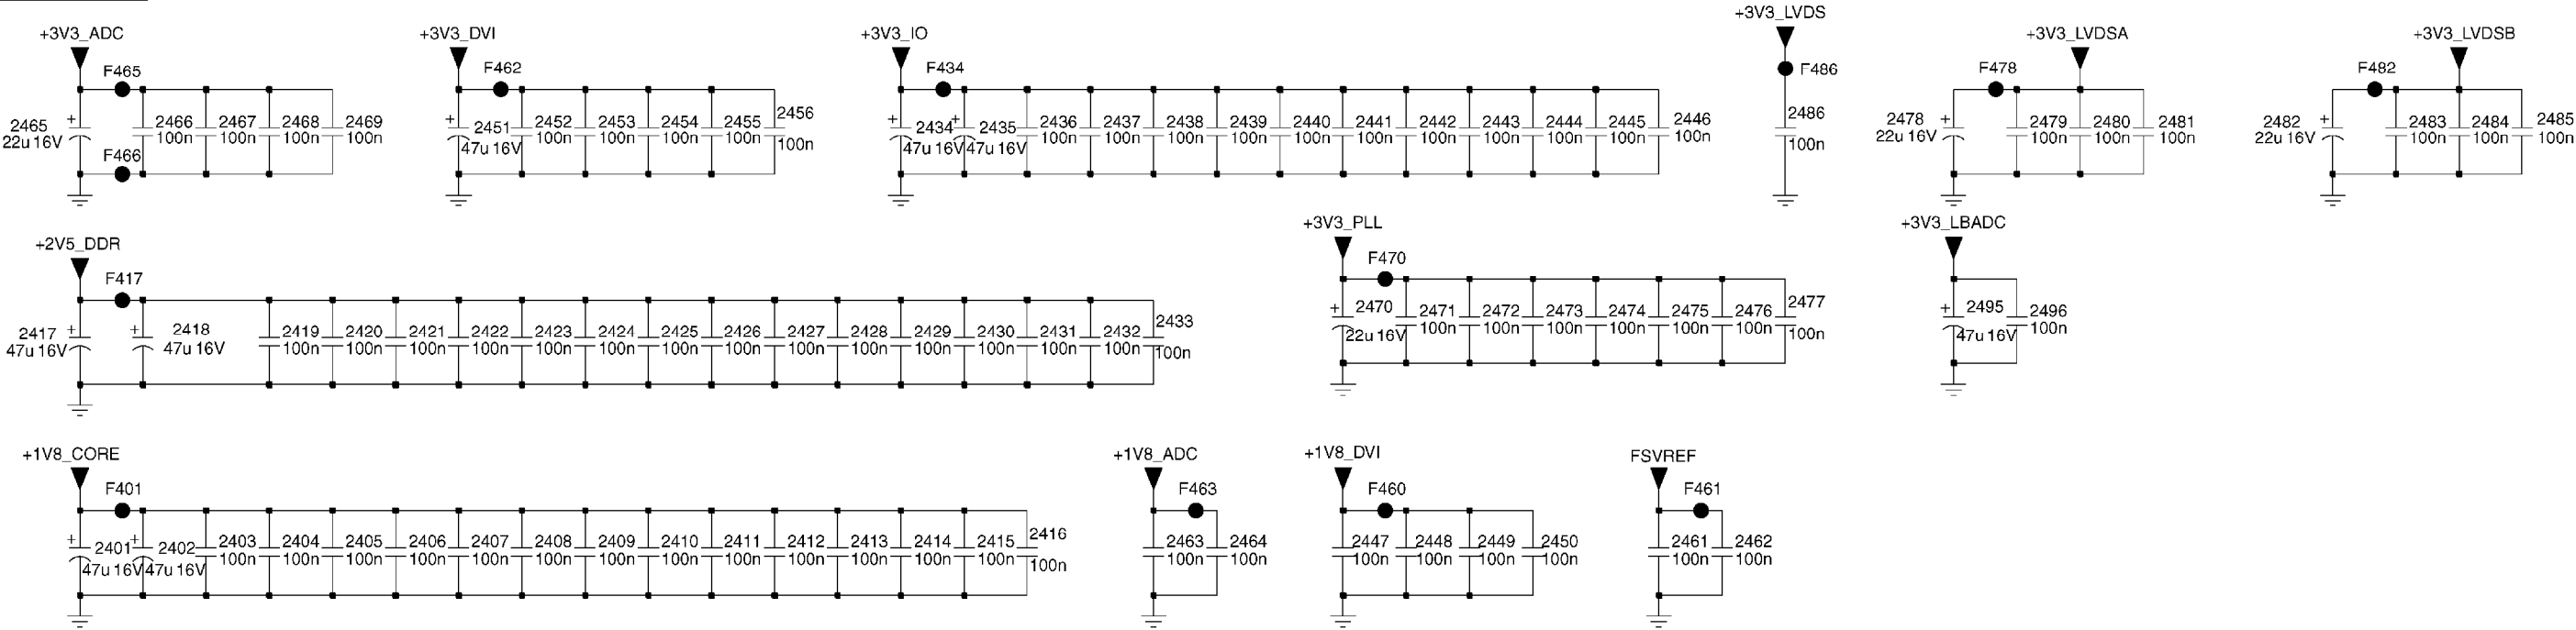 +3V3_ADC
F465
2465
22u 16V
2466
100n
2467
100n
2468
100n
2469
100n
F466
+3V3_DVI
F462
2451
47u 16V
2452
100n
2453
100n
2454
100n
2455
100n
2456
100n
+3V3_IO
F434
2434
47u 16V
2435
47u 16V
2436
100n
2437
100n
2438
100n
2439
100n
2440
100n
2441
100n
2442
100n
2443
100n
2444
100n
2445
100n
2446
100n
+3V3_LVDS
F486
2486
100n
+3V3_LVDSA
F478
2478
22u 16V
2479
100n
2480
100n
2481
100n
+3V3_LVDSB
F482
2482
22u 16V
2483
100n
2484
100n
2485
100n
+2V5_DDR
F417
2417
47u 16V
2418
47u 16V
2419
100n
2420
100n
2421
100n
2422
100n
2423
100n
2424
100n
2425
100n
2426
100n
2427
100n
2428
100n
2429
100n
2430
100n
2431
100n
2432
100n
2433
100n
+3V3_PLL
F470
2470
22u 16V
2471
100n
2472
100n
2473
100n
2474
100n
2475
100n
2476
100n
2477
100n
+3V3_LBADC
2495
47u 16V
2496
100n
+1V8_CORE
F401
2401
47u 16V
2402
47u 16V
2403
100n
2404
100n
2405
100n
2406
100n
2407
100n
2408
100n
2409
100n
2410
100n
2411
100n
2412
100n
2413
100n
2414
100n
2415
100n
2416
100n
+1V8_ADC
F463
2463
100n
2464
100n
+1V8_DVI
F460
2447
100n
2448
100n
2449
100n
2450
100n
FSVREF
F461
2461
100n
2462
100n